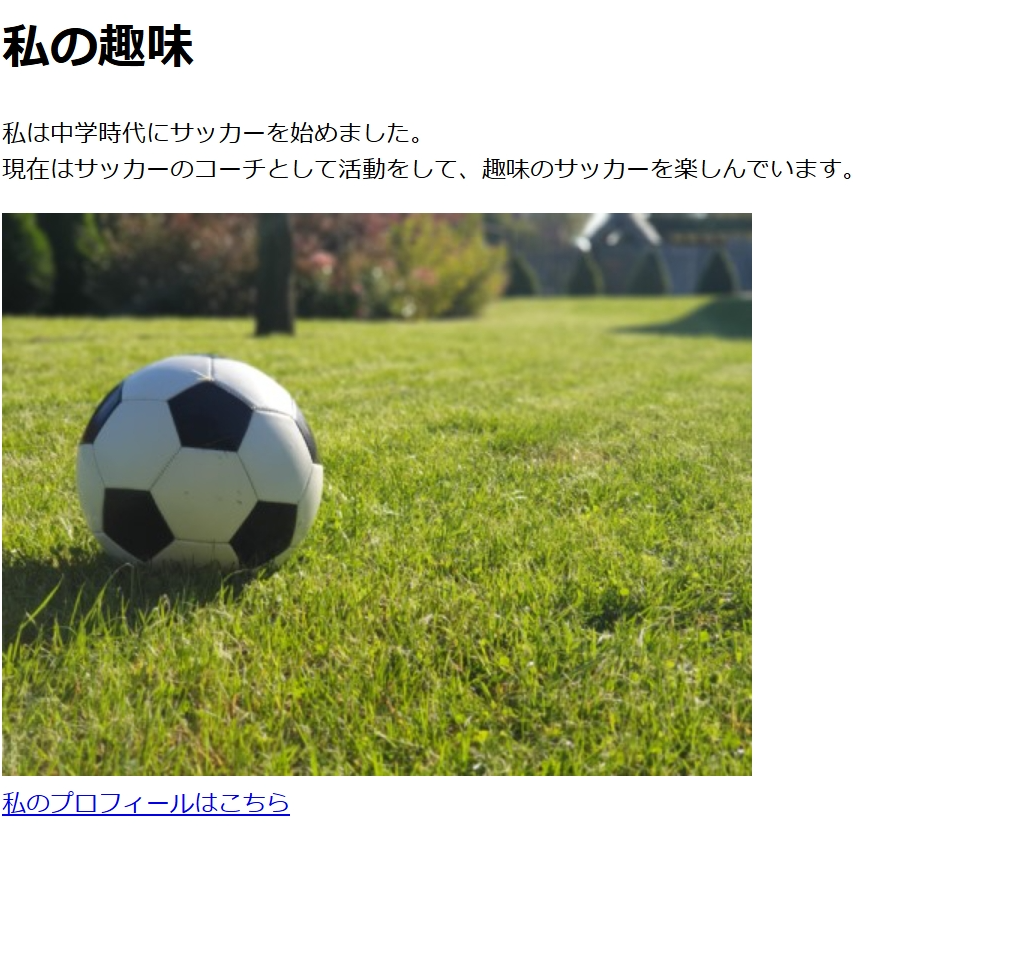 私の趣味
私は中学時代にサッカーを始めました。
現在はサッカーのコーチとして活動をして、趣味のサッカーを楽しんでいます。
私のプロフィールはこちら